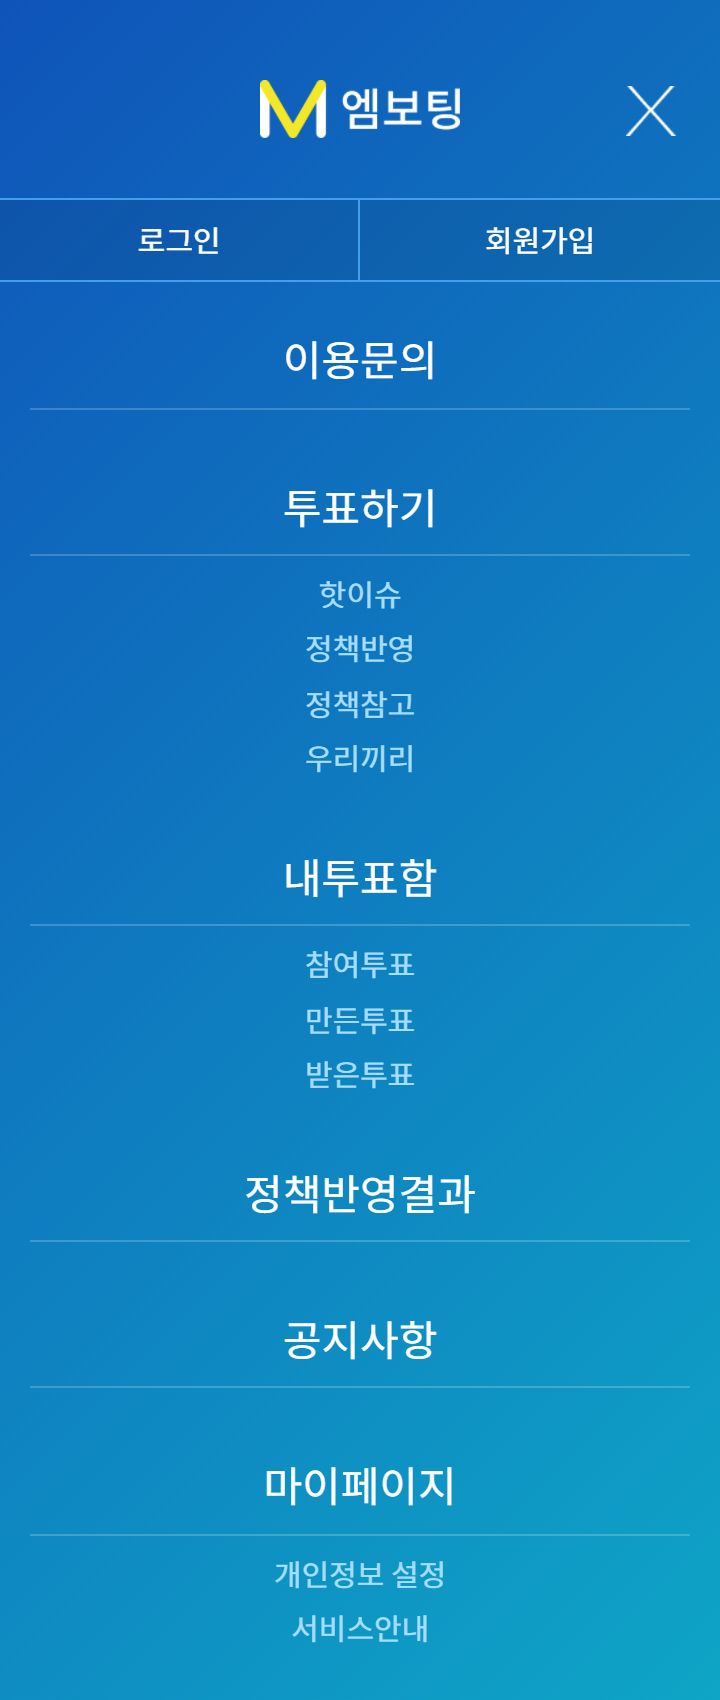 M 엠보팅
로그인 회원가입
이용문의
투표하기
핫이슈
정책반영
정책참고
우리끼리
내투표함
참여투표
만든투표
받은투표
정책반영결과
공지사항
마이페이지
개인정보 설정
서비스안내